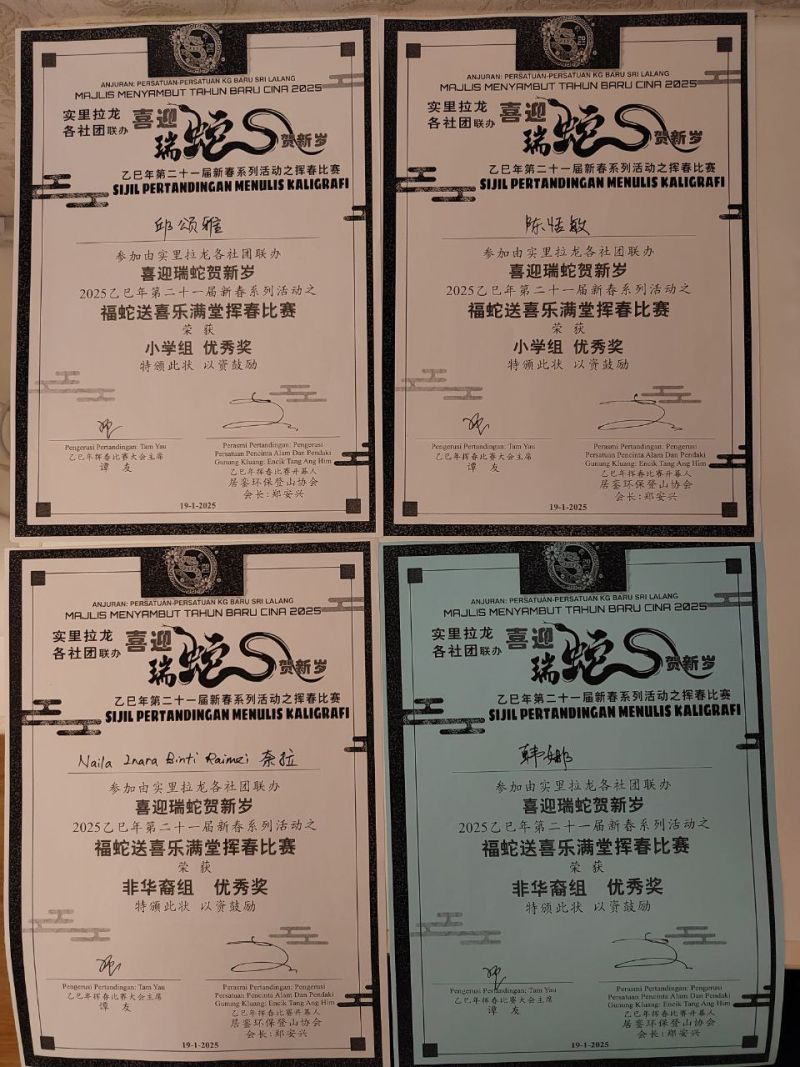 ANJURAN: PERSATUAN-PERSATUAN KG BARU SRI LALANG
MAJLIS MENYAMBUT TAHUN BARU CINA 2025
实里拉龙
各社团联办
喜迎
瑞蛇
贺新岁
乙巳年第二十一届新春系列活动之挥春比赛
SIJIL PERTANDINGAN MENULIS KALIGRAFI
邱颂雅
参加由实里拉龙各社团联办
喜迎瑞蛇贺新岁
2025乙巳年第二十一届新春系列活动之
福蛇送喜乐满堂挥春比赛
荣 获
小学组 优秀奖
特颁此状 以资鼓励
Pengerusi Pertandingan: Tam Yau
乙巳年挥春比赛大会主席
谭 友
Perasmi Pertandingan: Pengerusi
Persatuan Pencinta Alam Dan Pendaki
Gunung Kluang: Encik Tang Ang Him
乙巳年挥春比赛开幕人
居銮环保登山协会
会长:郑安兴
19-1-2025
ANJURAN: PERSATUAN-PERSATUAN KG BARU SRI LALANG
MAJLIS MENYAMBUT TAHUN BARU CINA 2025
实里拉龙
各社团联办
喜迎
瑞蛇
贺新岁
乙巳年第二十一届新春系列活动之挥春比赛
SIJIL PERTANDINGAN MENULIS KALIGRAFI
陈恬敏
参加由实里拉龙各社团联办
喜迎瑞蛇贺新岁
2025乙巳年第二十一届新春系列活动之
福蛇送喜乐满堂挥春比赛
荣 获
小学组 优秀奖
特颁此状 以资鼓励
Pengerusi Pertandingan: Tam Yau
乙巳年挥春比赛大会主席
谭 友
Perasmi Pertandingan: Pengerusi
Persatuan Pencinta Alam Dan Pendaki
Gunung Kluang: Encik Tang Ang Him
乙巳年挥春比赛开幕人
居銮环保登山协会
会长:郑安兴
19-1-2025
ANJURAN: PERSATUAN-PERSATUAN KG BARU SRI LALANG
MAJLIS MENYAMBUT TAHUN BARU CINA 2025
实里拉龙
各社团联办
喜迎
瑞蛇
贺新岁
乙巳年第二十一届新春系列活动之挥春比赛
SIJIL PERTANDINGAN MENULIS KALIGRAFI
Naila Inara Binti Raimei 奈拉
参加由实里拉龙各社团联办
喜迎瑞蛇贺新岁
2025乙巳年第二十一届新春系列活动之
福蛇送喜乐满堂挥春比赛
荣 获
非华裔组 优秀奖
特颁此状 以资鼓励
Pengerusi Pertandingan: Tam Yau
乙巳年挥春比赛大会主席
谭 友
Perasmi Pertandingan: Pengerusi
Persatuan Pencinta Alam Dan Pendaki
Gunung Kluang: Encik Tang Ang Him
乙巳年挥春比赛开幕人
居銮环保登山协会
会长:郑安兴
19-1-2025
ANJURAN: PERSATUAN-PERSATUAN KG BARU SRI LALANG
MAJLIS MENYAMBUT TAHUN BARU CINA 2025
实里拉龙
各社团联办
喜迎
瑞蛇
贺新岁
乙巳年第二十一届新春系列活动之挥春比赛
SIJIL PERTANDINGAN MENULIS KALIGRAFI
韩娜
参加由实里拉龙各社团联办
喜迎瑞蛇贺新岁
2025乙巳年第二十一届新春系列活动之
福蛇送喜乐满堂挥春比赛
荣 获
非华裔组 优秀奖
特颁此状 以资鼓励
Pengerusi Pertandingan: Tam Yau
乙巳年挥春比赛大会主席
谭 友
Perasmi Pertandingan: Pengerusi
Persatuan Pencinta Alam Dan Pendaki
Gunung Kluang: Encik Tang Ang Him
乙巳年挥春比赛开幕人
居銮环保登山协会
会长:郑安兴
19-1-2025